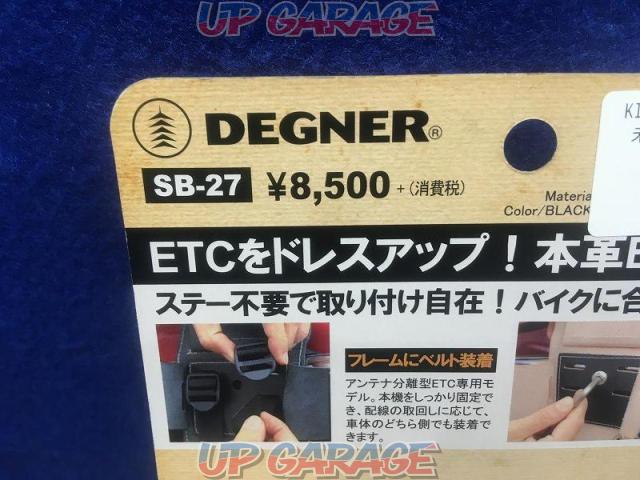 UP GARAGE
DEGNER®
SB-27 ¥8,500 +(消費税)
Materia
Color/BLACK
ETCをドレスアップ！本革E
ステー不要で取り付け自在！バイクに合
フレームにベルト装着
アンテナ分離型ETC専用モ
デル。本機をしっかり固定で
き、配線の取回しに応じて、
車体のどちら側でも装着で
きます。
UP GARAGE